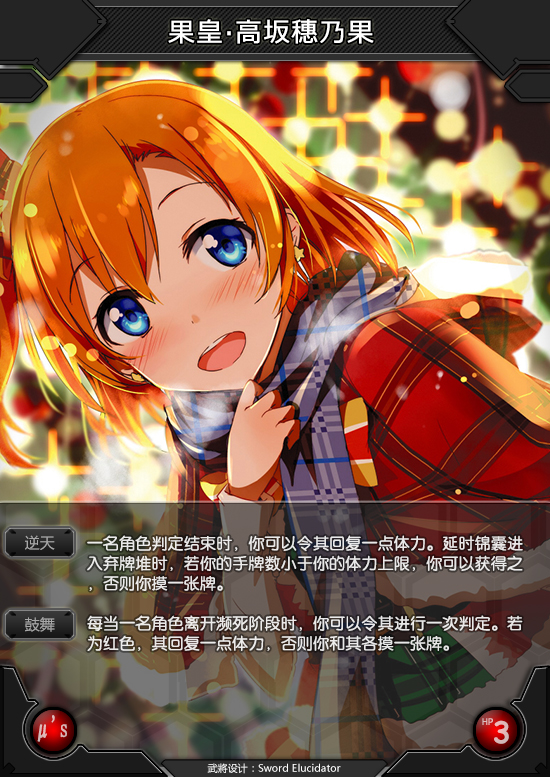 果皇·高坂穗乃果
逆天
一名角色判定结束时，你可以令其回复一点体力。延时锦囊进
入弃牌堆时，若你的手牌数小于你的体力上限，你可以获得之
，否则你摸一张牌。
鼓舞
每当一名角色离开濒死阶段时，你可以令其进行一次判定。若
为红色，其回复一点体力，否则你和其各摸一张牌。
μ's
HP3
武將设计：Sword Elucidator